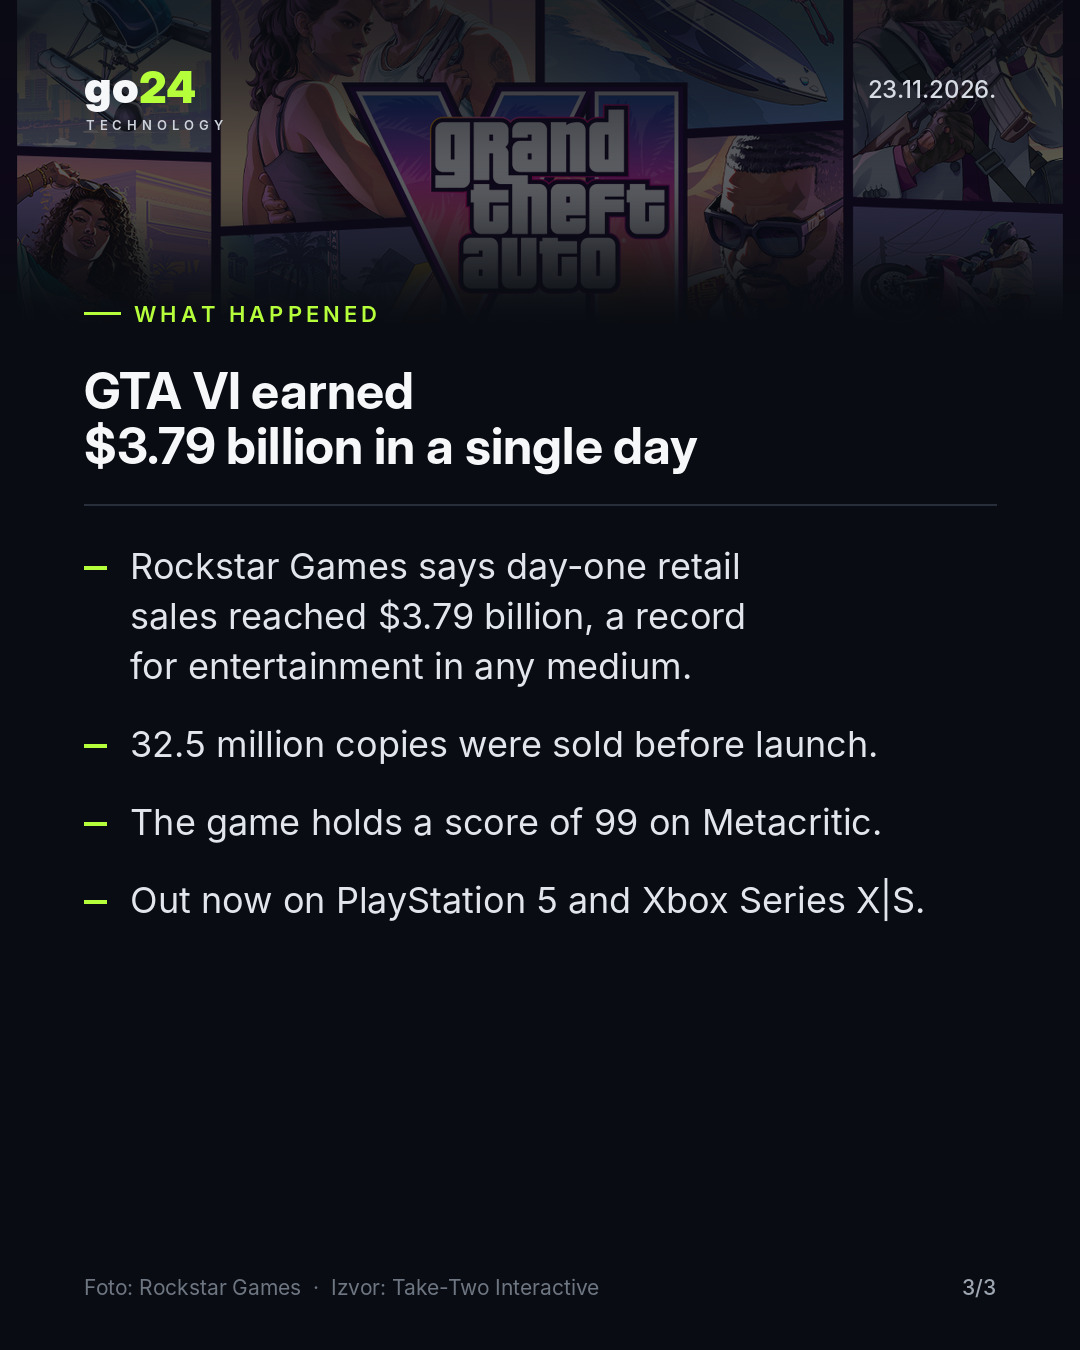 go24
TECHNOLOGY
23.11.2026.
VI
grand
theft
auto
WHAT HAPPENED
GTA VI earned
$3.79 billion in a single day
Rockstar Games says day-one retail
sales reached $3.79 billion, a record
for entertainment in any medium.
32.5 million copies were sold before launch.
The game holds a score of 99 on Metacritic.
Out now on PlayStation 5 and Xbox Series X|S.
Foto: Rockstar Games · Izvor: Take-Two Interactive
3/3